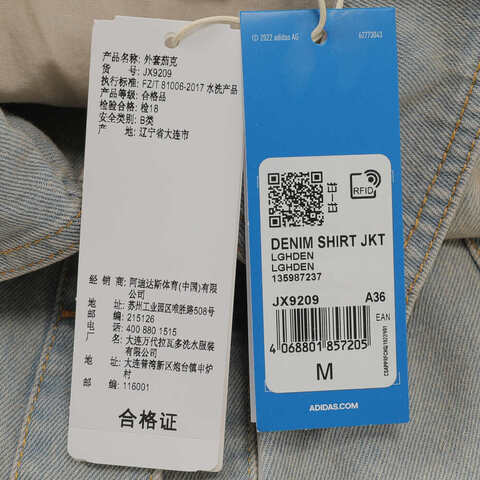 产品名称: 外套茄克
货 号: JX9209
执行标准: FZ/T 81006-2017 水洗产品
产品等级: 合格品
检验合格: 检18
安全类别: B类
产 地: 辽宁省大连市
经 销 商: 阿迪达斯体育(中国)有限
公司
地 址: 苏州工业园区唯胜路508号
邮 编: 215126
电 话: 400 880 1515
厂 名: 大连万代拉瓦多洗水服装
有限公司
厂 址: 大连普湾新区炮台镇中炉
村
邮 编: 116001
合格证
© 2022 adidas AG
67773043
RFID
DENIM SHIRT JKT
LGHDEN
LGHDEN
135987237
JX9209 A36
EAN
4 068801 857205
M
ADIDAS.COM